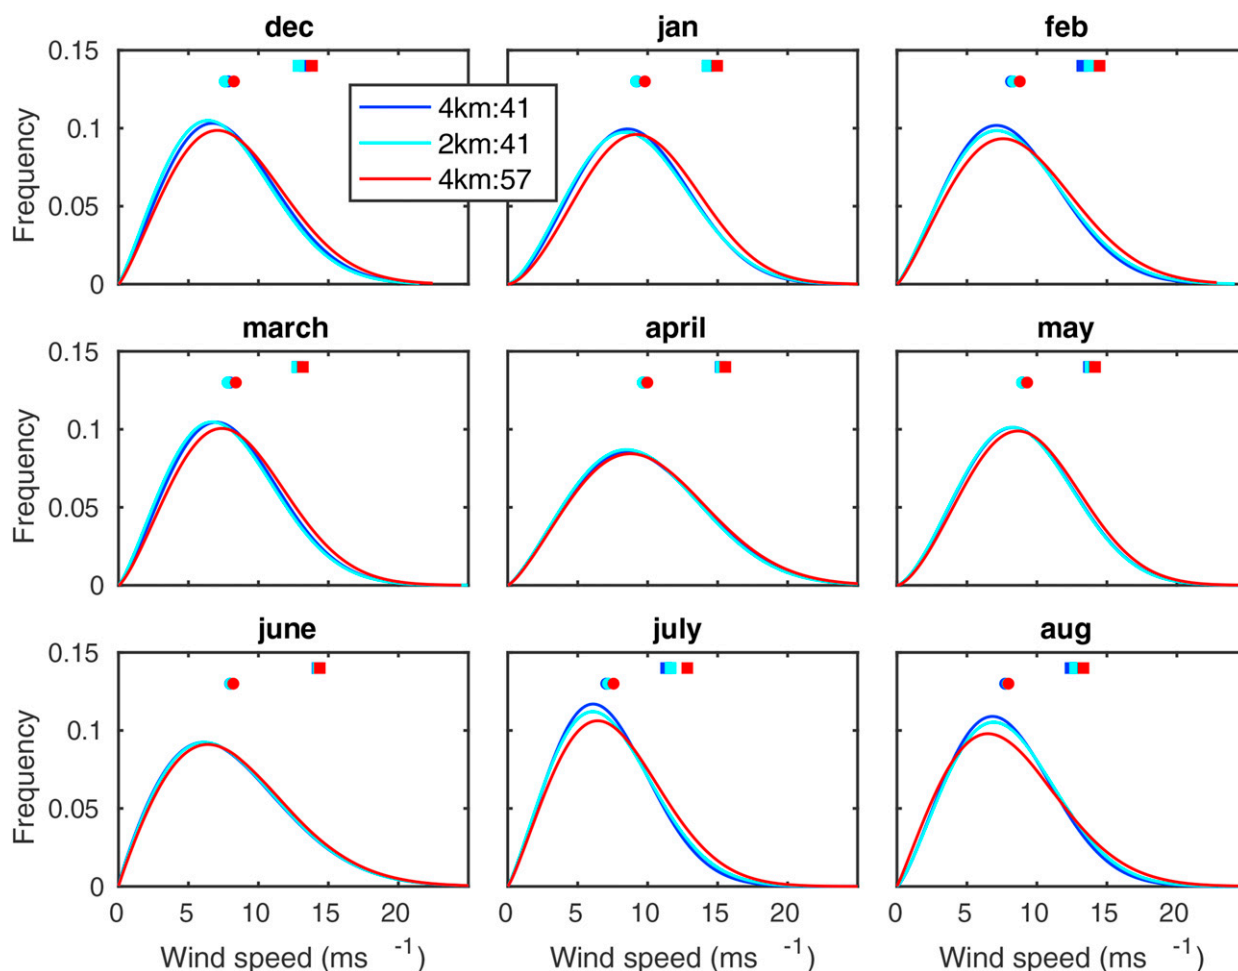 dec
jan
feb
0.15
0.1
0.05
0
Frequency
4km:41
2km:41
4km:57
march
april
may
0.15
0.1
0.05
0
Frequency
june
july
aug
0.15
0.1
0.05
0
Frequency
0 5 10 15 20
0 5 10 15 20
0 5 10 15 20
Wind speed (ms -1)
Wind speed (ms -1)
Wind speed (ms -1)